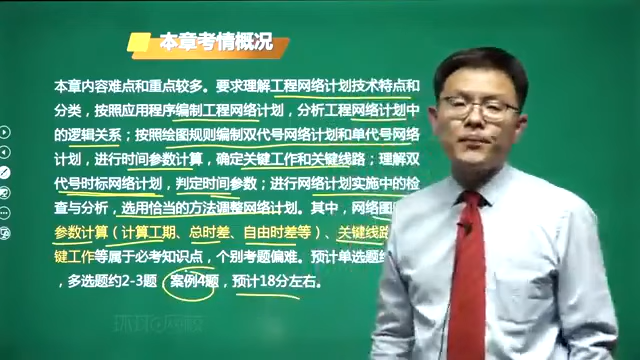 本章考情概况
本章内容难点和重点较多。要求理解工程网络计划技术特点和
分类，按照应用程序编制工程网络计划，分析工程网络计划中
的逻辑关系；按照绘图规则编制双代号网络计划和单代号网络
计划，进行时间参数计算，确定关键工作和关键线路；理解双
代号时标网络计划，判定时间参数；进行网络计划实施中的检
查与分析，选用恰当的方法调整网络计划。其中，网络图
参数计算（计算工期、总时差、自由时差等）、关键线路
键工作等属于必考知识点，个别考题偏难。预计单选题
，多选题约2-3题 案例4题，预计18分左右。
环球网校